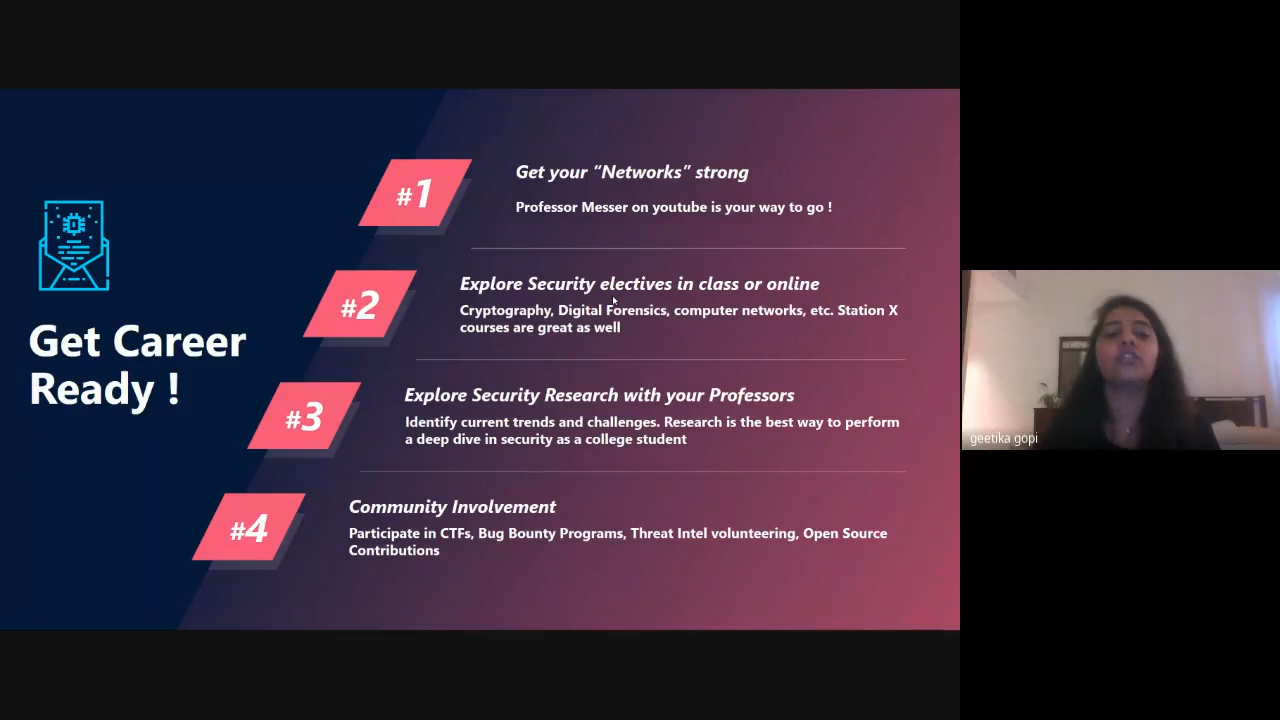 Get Career
Ready !
#1
Get your “Networks” strong
Professor Messer on youtube is your way to go !
#2
Explore Security electives in class or online
Cryptography, Digital Forensics, computer networks, etc. Station X
courses are great as well
#3
Explore Security Research with your Professors
Identify current trends and challenges. Research is the best way to perform
a deep dive in security as a college student
#4
Community Involvement
Participate in CTFs, Bug Bounty Programs, Threat Intel volunteering, Open Source
Contributions
geetika gopi